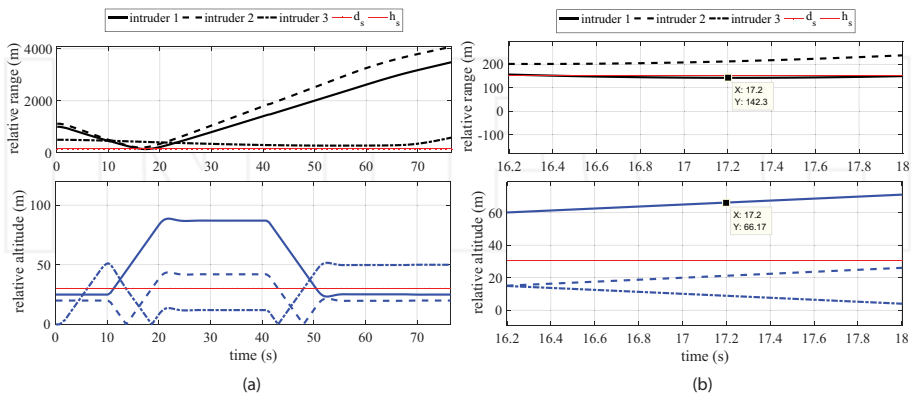 intruder 1 intruder 2 intruder 3 d_s h_s
relative range (m)
4000
2000
0
0 10 20 30 40 50 60 70
relative altitude (m)
100
50
0
0 10 20 30 40 50 60 70
time (s)
(a)
intruder 1 intruder 2 intruder 3 d_s h_s
relative range (m)
200
100
0
-100
X: 17.2
Y: 142.3
16.2 16.4 16.6 16.8 17 17.2 17.4 17.6 17.8 18
relative altitude (m)
60
40
20
0
X: 17.2
Y: 66.17
16.2 16.4 16.6 16.8 17 17.2 17.4 17.6 17.8 18
time (s)
(b)